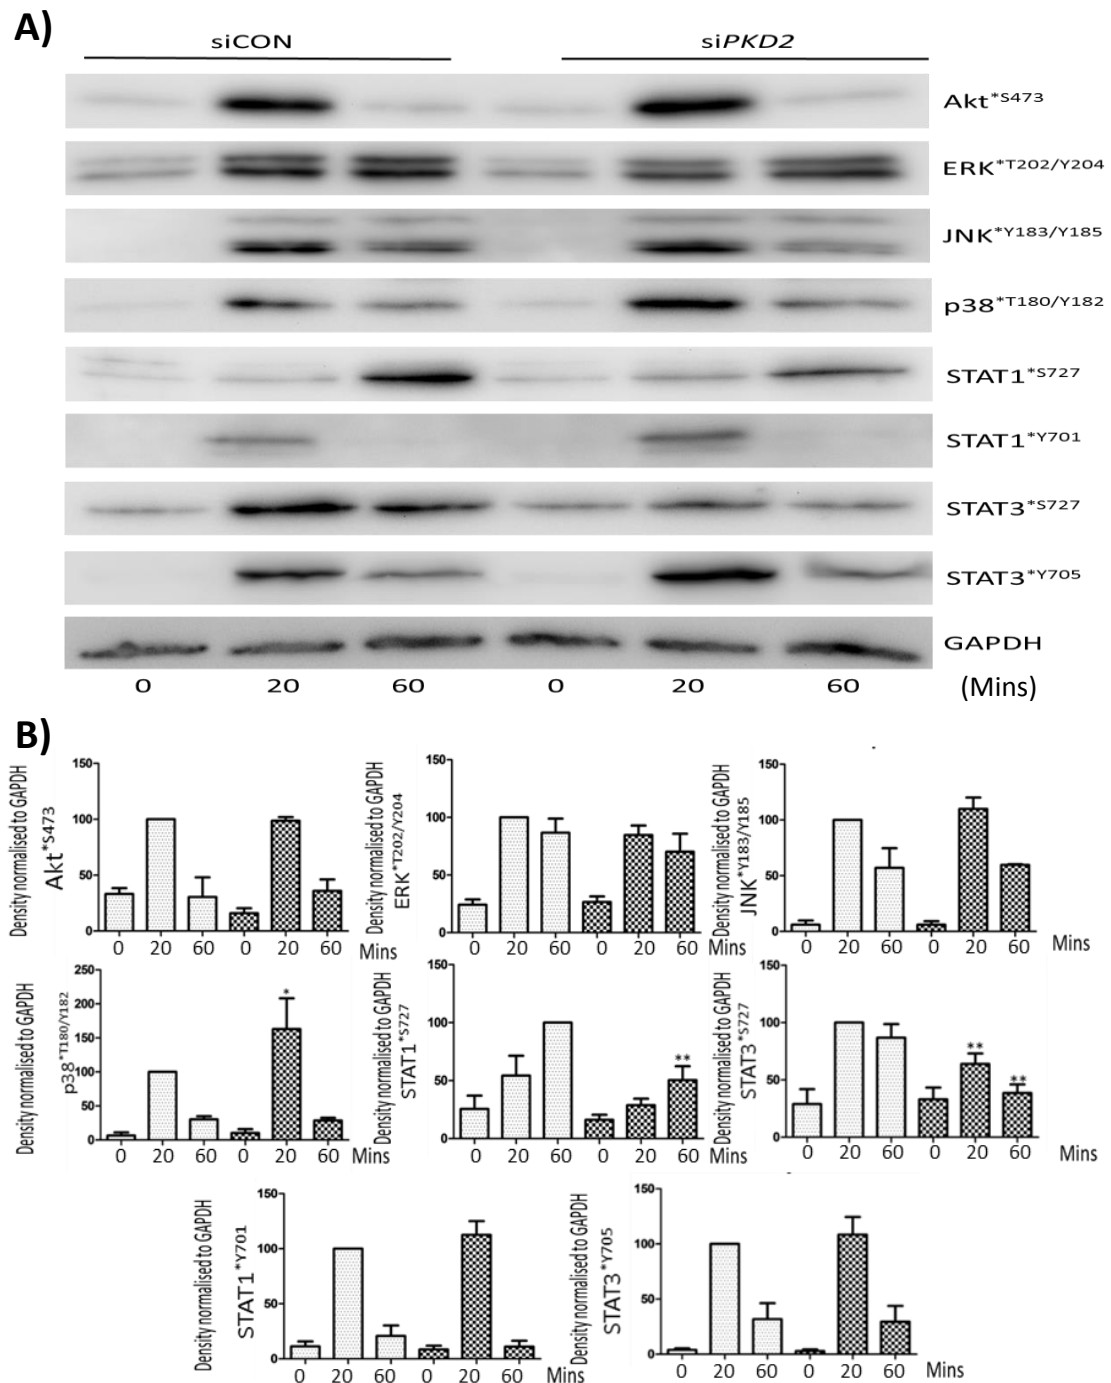 A)
siCON siPKD2
Akt*S473
ERK*T202/Y204
JNK*Y183/Y185
p38*T180/Y182
STAT1*S727
STAT1*Y701
STAT3*S727
STAT3*Y705
GAPDH
0 20 60 0 20 60 (Mins)
B)
Density normalised to GAPDH
Akt*S473
150
100
50
0
0 20 60 0 20 60 Mins
Density normalised to GAPDH
ERK*T202/Y204
150
100
50
0
0 20 60 0 20 60 Mins
Density normalised to GAPDH
JNK*Y183/Y185
150
100
50
0
0 20 60 0 20 60 Mins
Density normalised to GAPDH
p38*T180/Y182
250
200
150
100
50
0
*
0 20 60 0 20 60 Mins
Density normalised to GAPDH
STAT1*S727
150
100
50
0
**
0 20 60 0 20 60 Mins
Density normalised to GAPDH
STAT3*S727
150
100
50
0
**
**
0 20 60 0 20 60 Mins
Density normalised to GAPDH
STAT1*Y701
150
100
50
0
0 20 60 0 20 60 Mins
Density normalised to GAPDH
STAT3*Y705
150
100
50
0
0 20 60 0 20 60 Mins